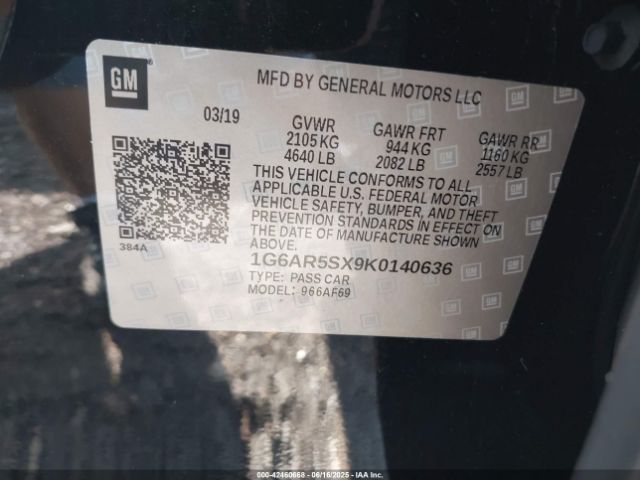 GM
MFD BY GENERAL MOTORS LLC
03/19
GVWR
2105 KG
4640 LB
GAWR FRT
944 KG
2082 LB
GAWR RR
1160 KG
2557 LB
THIS VEHICLE CONFORMS TO ALL
APPLICABLE U.S. FEDERAL MOTOR
VEHICLE SAFETY, BUMPER, AND THEFT
PREVENTION STANDARDS IN EFFECT ON
THE DATE OF MANUFACTURE SHOWN
ABOVE.
384A
1G6AR5SX9K0140636
TYPE: PASS CAR
MODEL: 966AF69
© 2025 - 42460668 - 06/16/2025 - IAAI.COM